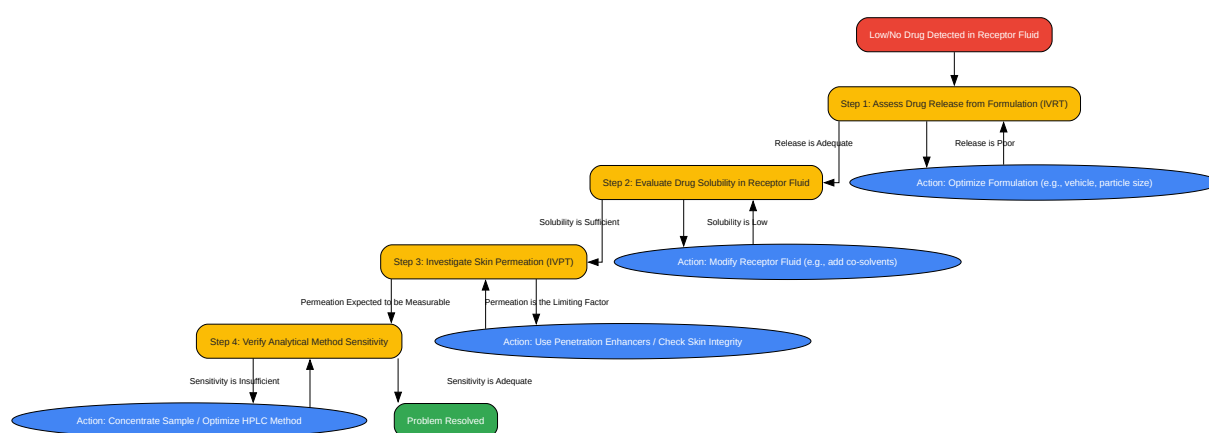 Low/No Drug Detected in Receptor Fluid
Step 1: Assess Drug Release from Formulation (IVRT)
Release is Adequate
Release is Poor
Step 2: Evaluate Drug Solubility in Receptor Fluid
Action: Optimize Formulation (e.g., vehicle, particle size)
Solubility is Sufficient
Solubility is Low
Step 3: Investigate Skin Permeation (IVPT)
Action: Modify Receptor Fluid (e.g., add co-solvents)
Permeation Expected to be Measurable
Permeation is the Limiting Factor
Step 4: Verify Analytical Method Sensitivity
Action: Use Penetration Enhancers / Check Skin Integrity
Sensitivity is Insufficient
Sensitivity is Adequate
Action: Concentrate Sample / Optimize HPLC Method
Problem Resolved